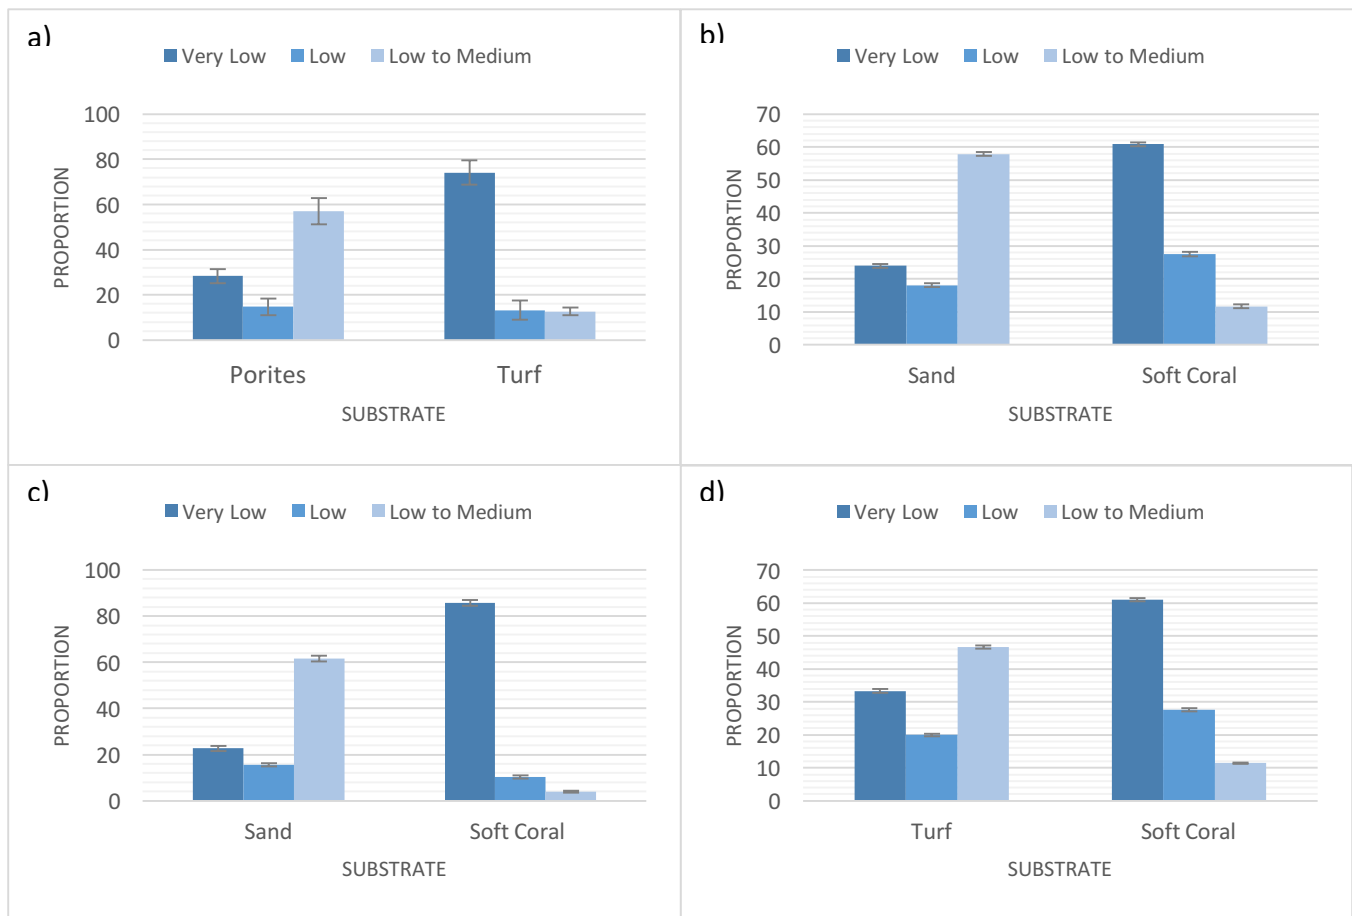 a)
Very Low Low Low to Medium
PROPORTION
100
80
60
40
20
0
Porites Turf
SUBSTRATE
b)
Very Low Low Low to Medium
PROPORTION
70
60
50
40
30
20
10
0
Sand Soft Coral
SUBSTRATE
c)
Very Low Low Low to Medium
PROPORTION
100
80
60
40
20
0
Sand Soft Coral
SUBSTRATE
d)
Very Low Low Low to Medium
PROPORTION
70
60
50
40
30
20
10
0
Turf Soft Coral
SUBSTRATE